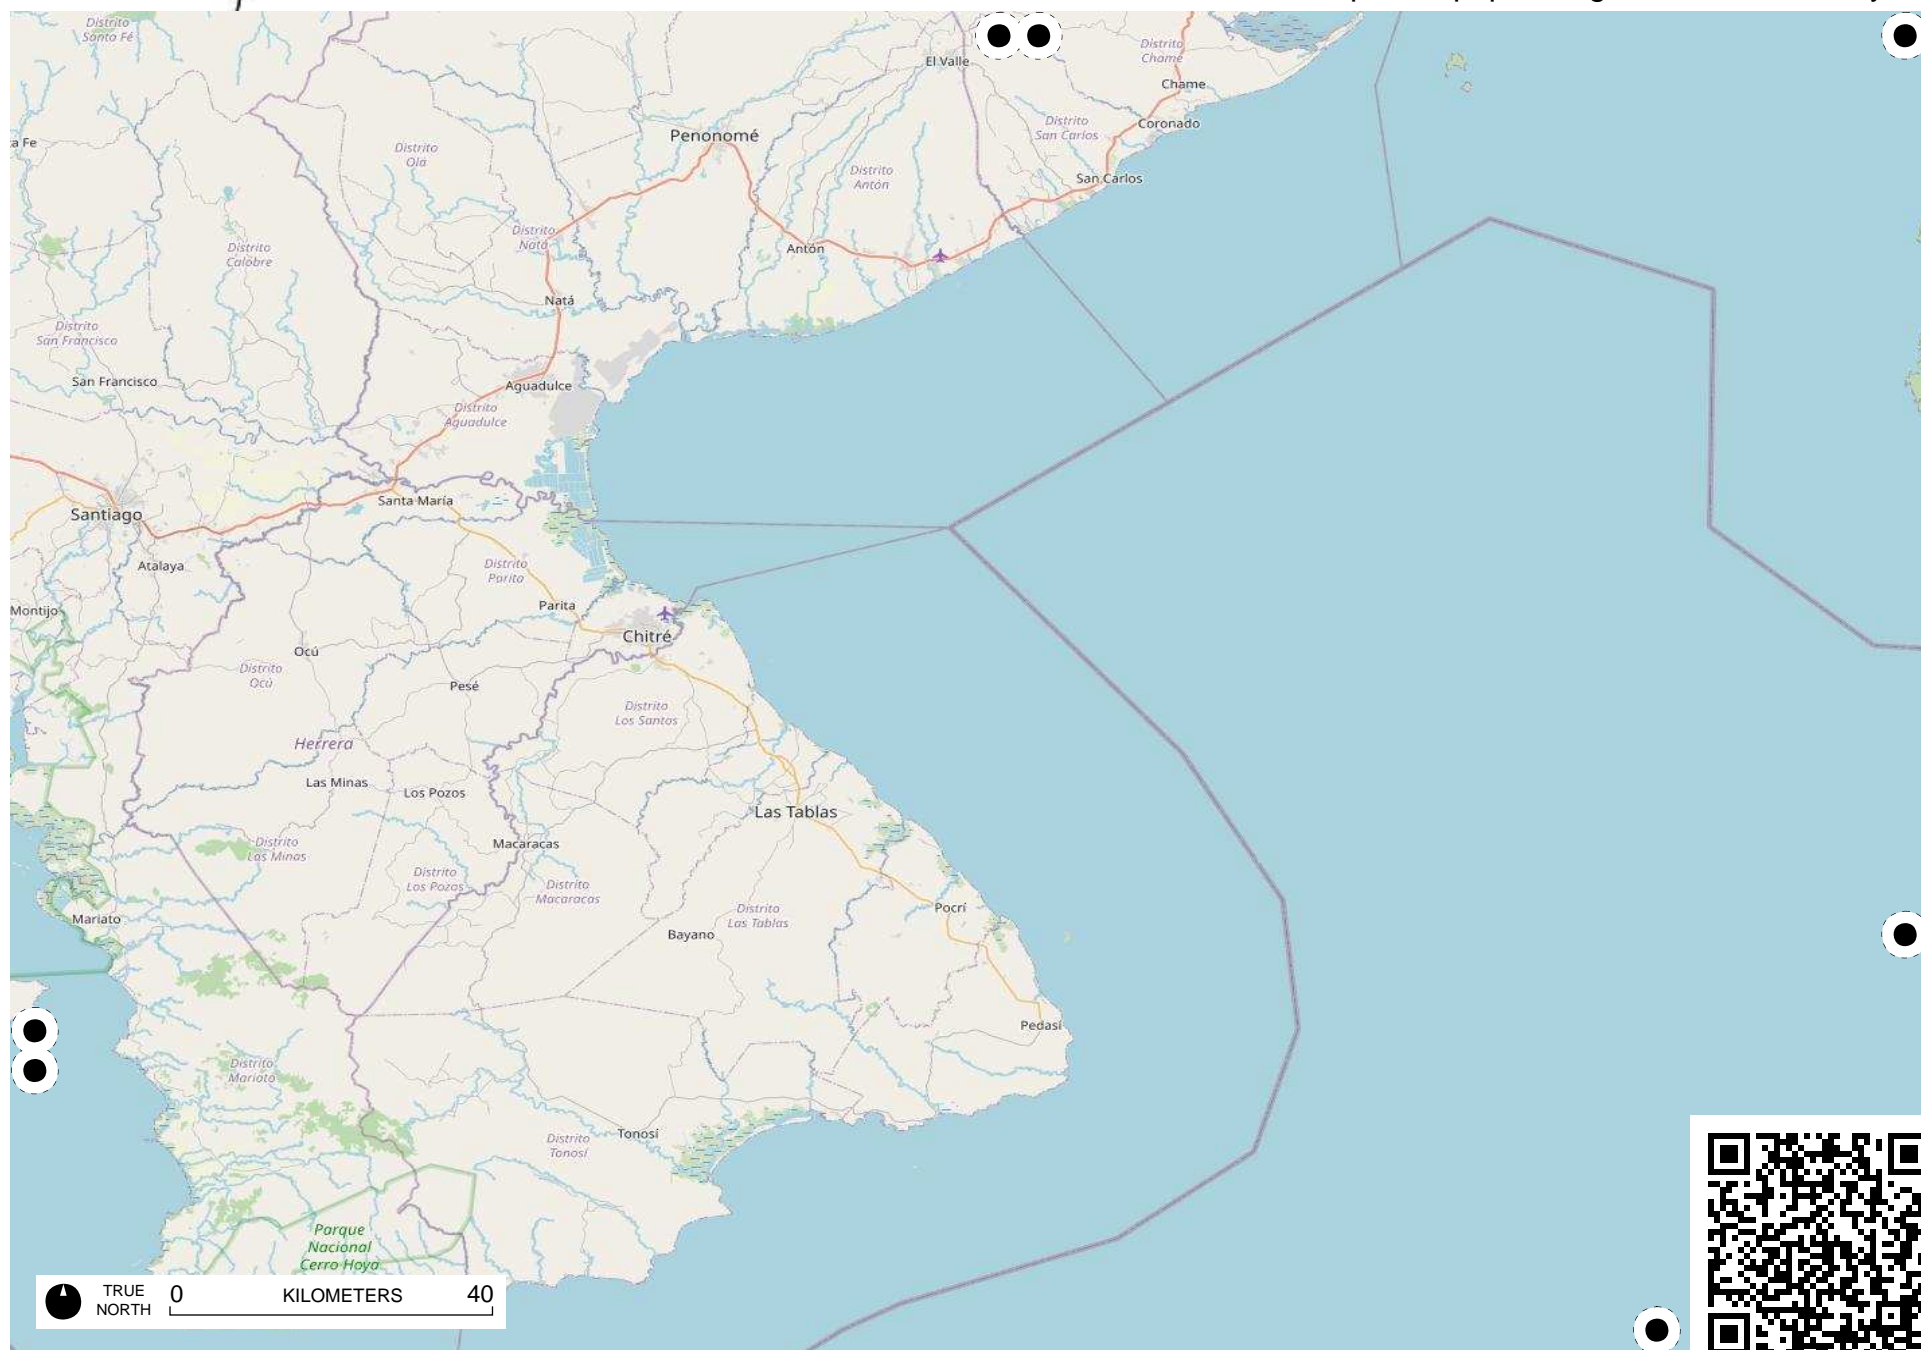 Distrito
Santa Fé
El Valle
Distrito
Chame
Chame
Coronado
Distrito
San Carlos
San Carlos
Penonomé
a Fe
Distrito
Olá
Distrito
Antón
Distrito
Natá
Antón
Distrito
Calobre
Natá
Distrito
San Francisco
San Francisco
Aguadulce
Distrito
Aguadulce
Santa María
Santiago
Atalaya
Distrito
Parita
Parita
Montijo
Chitré
Ocú
Distrito
Ocú
Pesé
Distrito
Los Santos
Herrera
Las Minas
Los Pozos
Las Tablas
Macaracas
Distrito
Las Minas
Distrito
Los Pozos
Distrito
Macaracas
Distrito
Las Tablas
Pocrí
Mariato
Bayano
Pedasí
Distrito
Mariato
Tonosí
Distrito
Tonosí
Parque
Nacional
Cerro Hoya
TRUE
NORTH
0 KILOMETERS 40